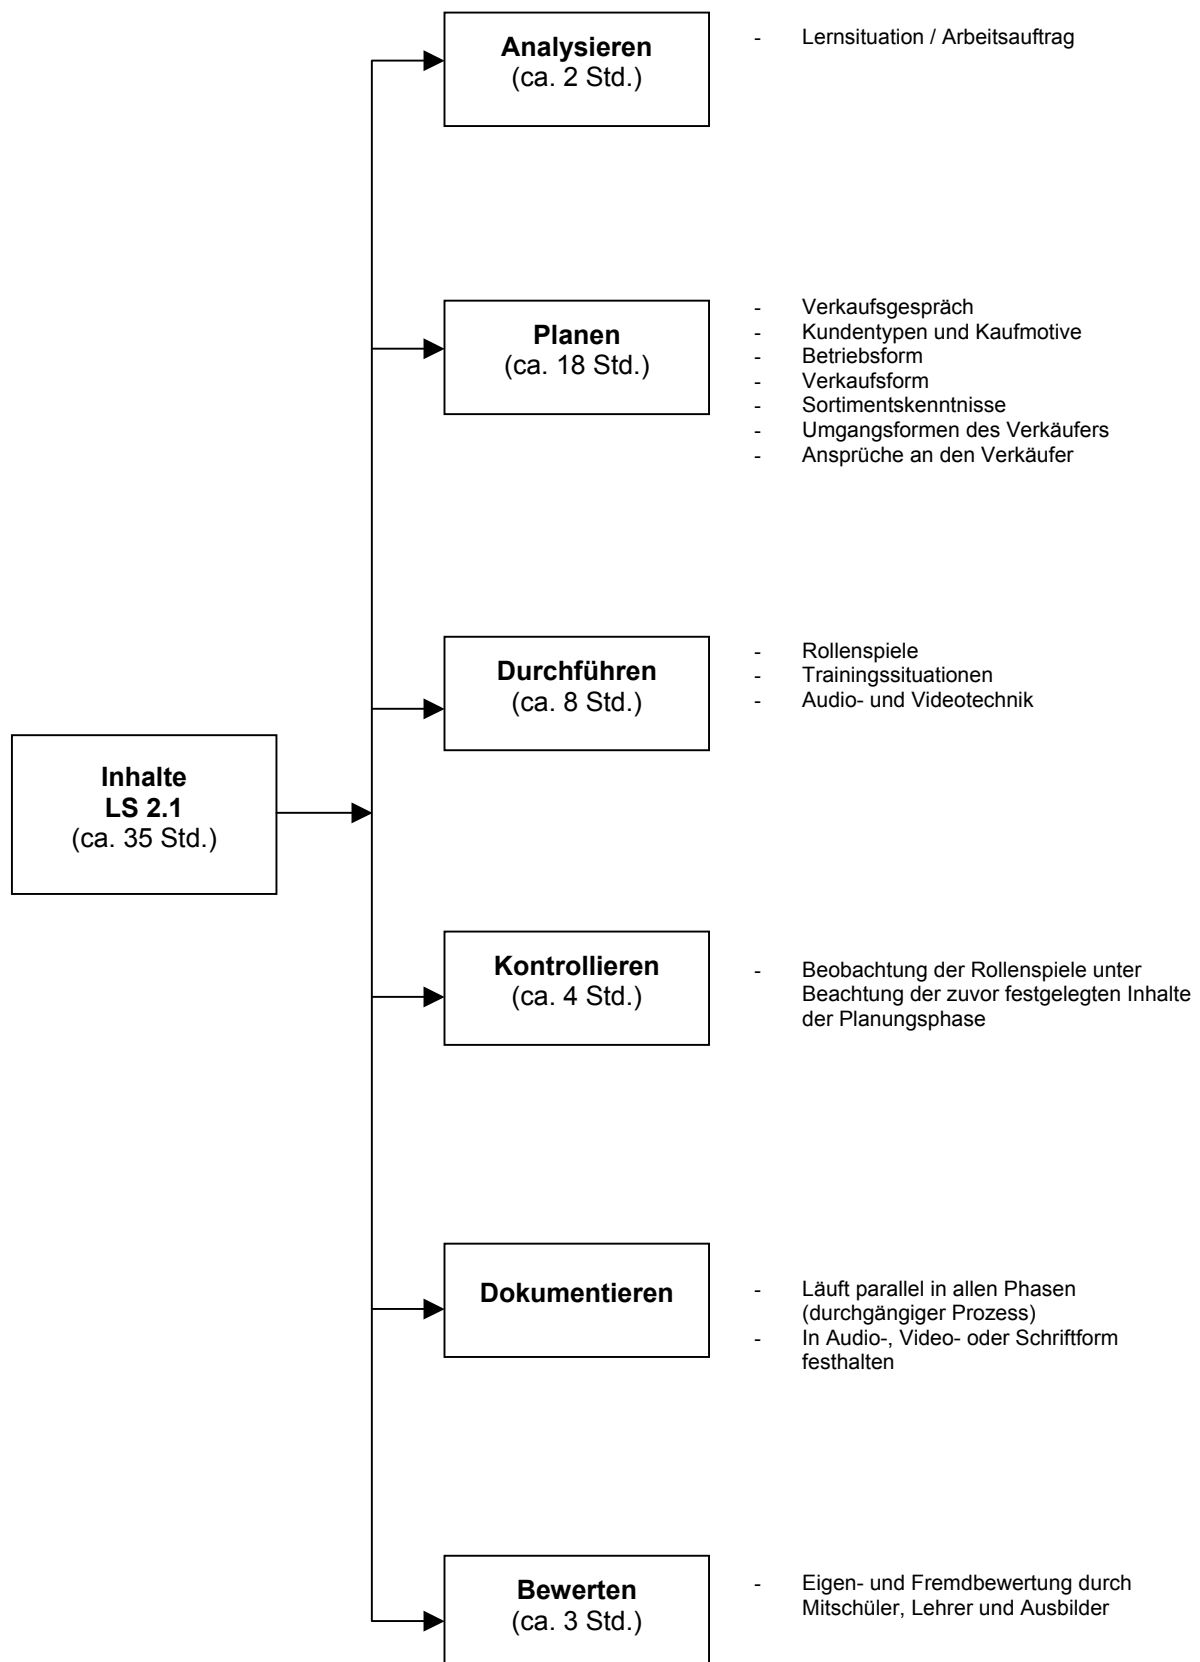 Analysieren
(ca. 2 Std.)
- Lernsituation / Arbeitsauftrag
Planen
(ca. 18 Std.)
- Verkaufsgespräch
- Kundentypen und Kaufmotive
- Betriebsform
- Verkaufsform
- Sortimentskenntnisse
- Umgangsformen des Verkäufers
- Ansprüche an den Verkäufer
Durchführen
(ca. 8 Std.)
- Rollenspiele
- Trainingssituationen
- Audio- und Videotechnik
Inhalte
LS 2.1
(ca. 35 Std.)
Kontrollieren
(ca. 4 Std.)
- Beobachtung der Rollenspiele unter
Beachtung der zuvor festgelegten Inhalte
der Planungsphase
Dokumentieren
- Läuft parallel in allen Phasen
(durchgängiger Prozess)
- In Audio-, Video- oder Schriftform
festhalten
Bewerten
(ca. 3 Std.)
- Eigen- und Fremdbewertung durch
Mitschüler, Lehrer und Ausbilder